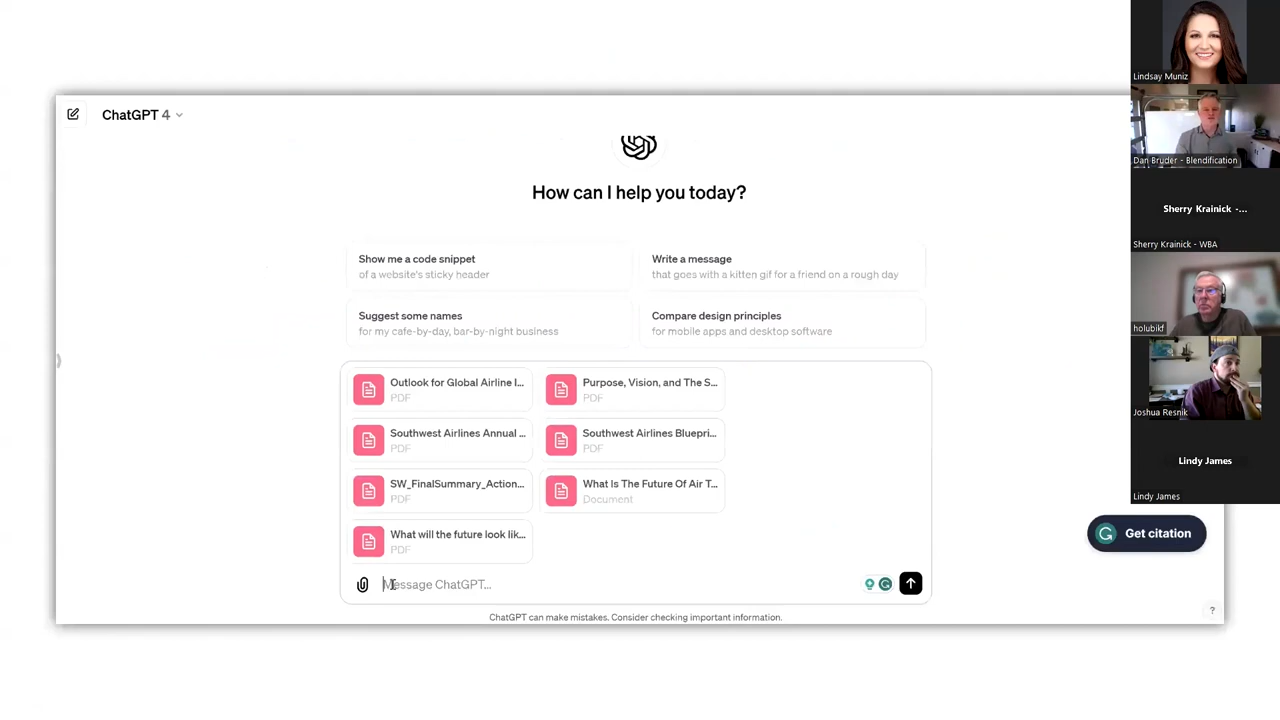 ChatGPT 4
How can I help you today?
Show me a code snippet
of a website's sticky header
Write a message
that goes with a kitten gif for a friend on a rough day
Suggest some names
for my cafe-by-day, bar-by-night business
Compare design principles
for mobile apps and desktop software
Outlook for Global Airline I...
PDF
Purpose, Vision, and The S...
PDF
Southwest Airlines Annual ...
PDF
Southwest Airlines Bluepri...
PDF
SW_FinalSummary_Action...
PDF
What Is The Future Of Air T...
Document
What will the future look lik...
PDF
Message ChatGPT...
ChatGPT can make mistakes. Consider checking important information.
Get citation
?
Lindsay Muniz
Dan Bruder - Blendification
Sherry Krainick -...
Sherry Krainick - WBA
holubikf
Joshua Resnik
Lindy James
Lindy James